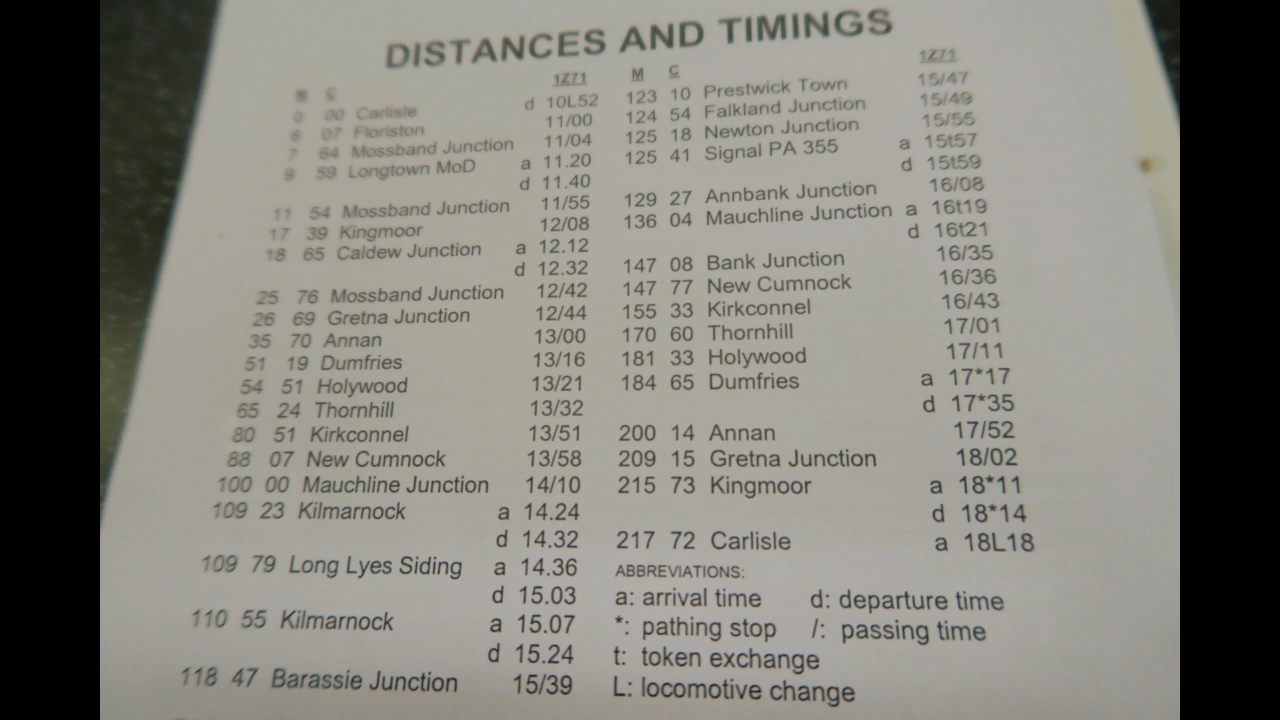 DISTANCES AND TIMINGS
M C 1Z71
0 00 Carlisle d 10L52
6 07 Floriston 11/00
7 64 Mossband Junction 11/04
9 59 Longtown MoD a 11.20
d 11.40
11 54 Mossband Junction 11/55
17 39 Kingmoor 12/08
18 65 Caldew Junction a 12.12
d 12.32
25 76 Mossband Junction 12/42
26 69 Gretna Junction 12/44
35 70 Annan 13/00
51 19 Dumfries 13/16
54 51 Holywood 13/21
65 24 Thornhill 13/32
80 51 Kirkconnel 13/51
88 07 New Cumnock 13/58
100 00 Mauchline Junction 14/10
109 23 Kilmarnock a 14.24
d 14.32
109 79 Long Lyes Siding a 14.36
d 15.03
110 55 Kilmarnock a 15.07
d 15.24
118 47 Barassie Junction 15/39
M C 1Z71
123 10 Prestwick Town 15/47
124 54 Falkland Junction 15/49
125 18 Newton Junction 15/55
125 41 Signal PA 355 a 15t57
d 15t59
129 27 Annbank Junction 16/08
136 04 Mauchline Junction a 16t19
d 16t21
147 08 Bank Junction 16/35
147 77 New Cumnock 16/36
155 33 Kirkconnel 16/43
170 60 Thornhill 17/01
181 33 Holywood 17/11
184 65 Dumfries a 17*17
d 17*35
200 14 Annan 17/52
209 15 Gretna Junction 18/02
215 73 Kingmoor a 18*11
d 18*14
217 72 Carlisle a 18L18
ABBREVIATIONS:
a: arrival time d: departure time
*: pathing stop /: passing time
t: token exchange
L: locomotive change